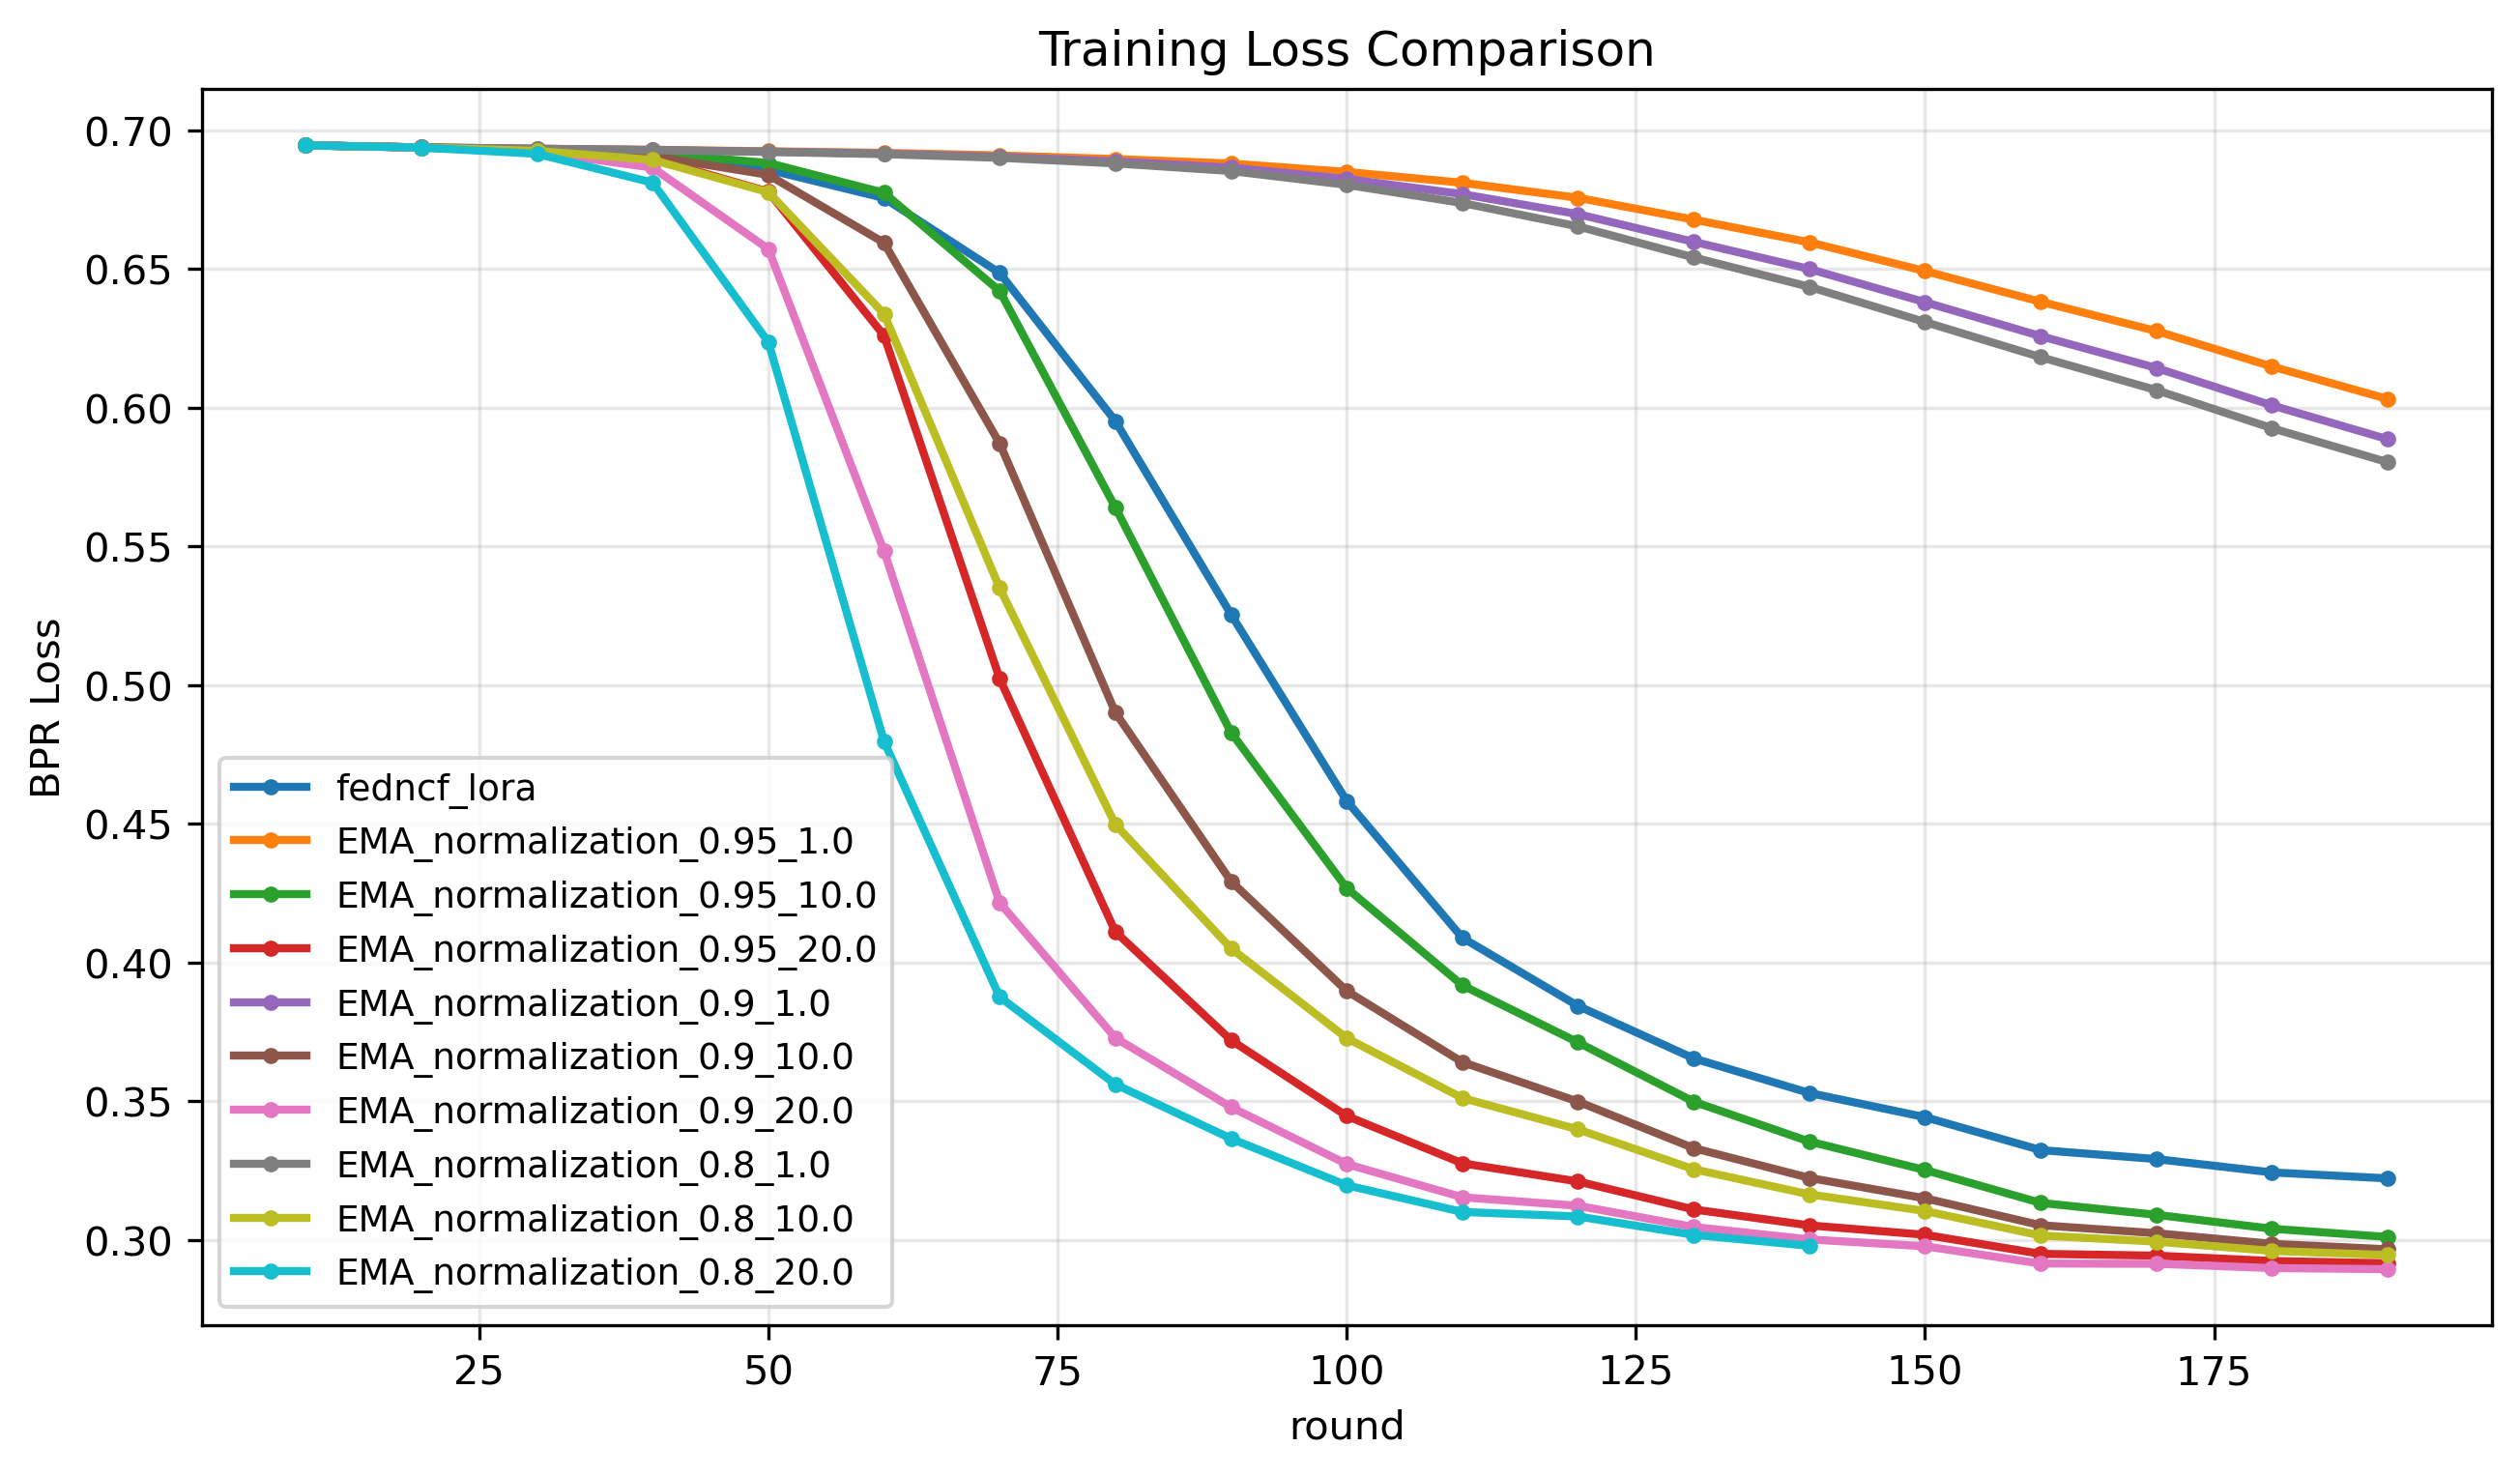 Training Loss Comparison
0.70
0.65
0.60
0.55
0.50
0.45
0.40
0.35
0.30
BPR Loss
fedncf_lora
EMA_normalization_0.95_1.0
EMA_normalization_0.95_10.0
EMA_normalization_0.95_20.0
EMA_normalization_0.9_1.0
EMA_normalization_0.9_10.0
EMA_normalization_0.9_20.0
EMA_normalization_0.8_1.0
EMA_normalization_0.8_10.0
EMA_normalization_0.8_20.0
25 50 75 100 125 150 175
round